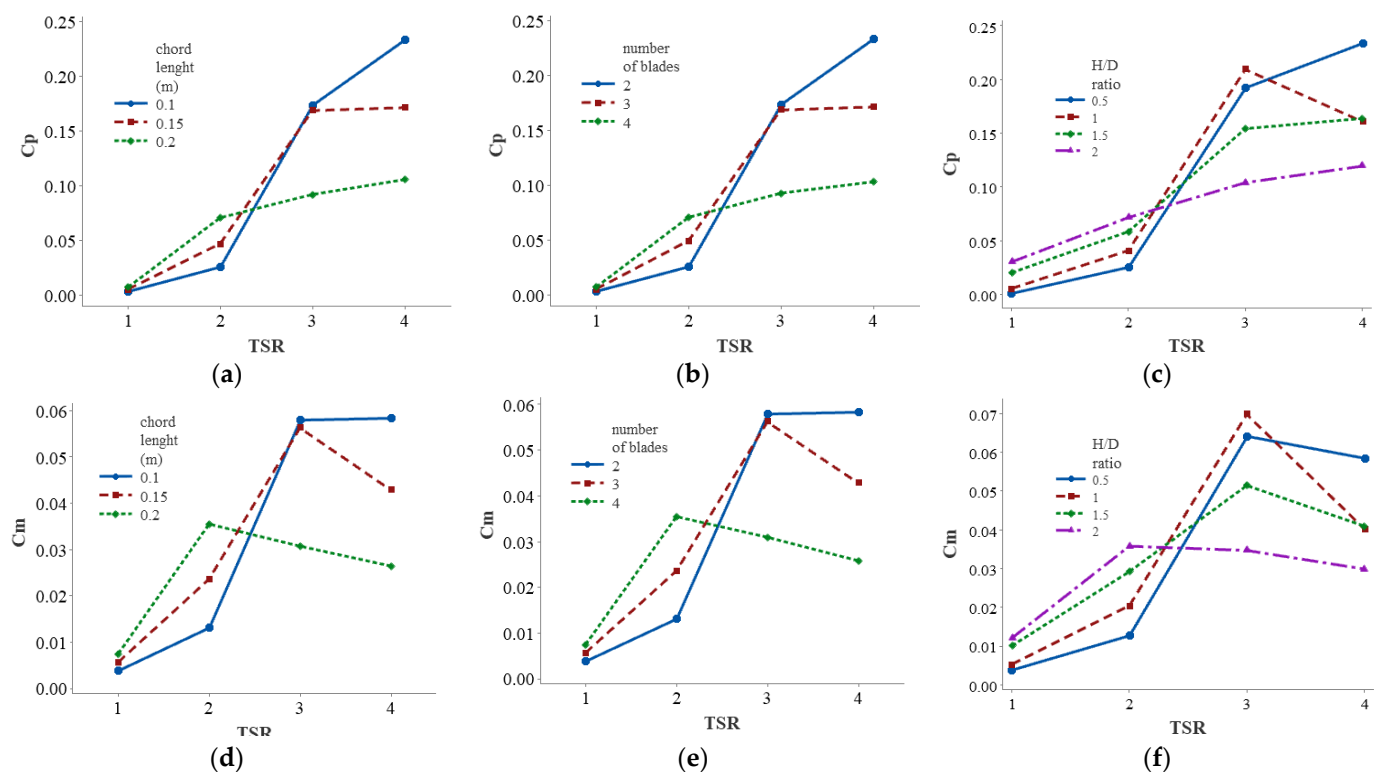 0.25
0.20
0.15
0.10
0.05
0.00
Cp
chord
lenght
(m)
0.1
0.15
0.2
1 2 3 4
TSR
(a)
0.25
0.20
0.15
0.10
0.05
0.00
Cp
number
of blades
2
3
4
1 2 3 4
TSR
(b)
0.25
0.20
0.15
0.10
0.05
0.00
Cp
H/D
ratio
0.5
1
1.5
2
1 2 3 4
TSR
(c)
0.06
0.05
0.04
0.03
0.02
0.01
0.00
Cm
chord
lenght
(m)
0.1
0.15
0.2
1 2 3 4
TSR
(d)
0.06
0.05
0.04
0.03
0.02
0.01
0.00
Cm
number
of blades
2
3
4
1 2 3 4
TSR
(e)
0.07
0.06
0.05
0.04
0.03
0.02
0.01
0.00
Cm
H/D
ratio
0.5
1
1.5
2
1 2 3 4
TSR
(f)